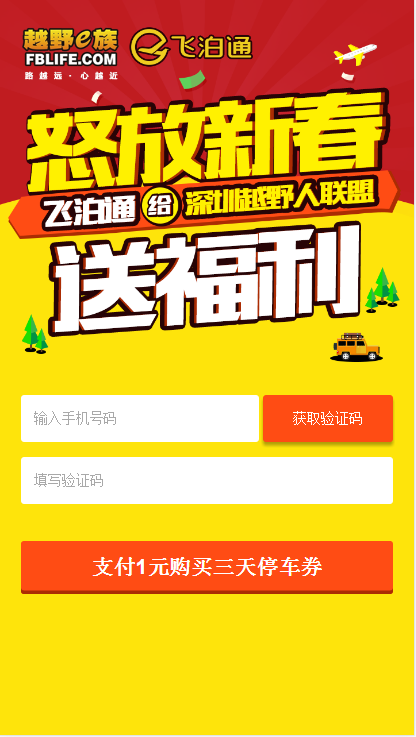 越野e族 飞泊通
FBLIFE.COM
路越远·心越近
怒放新春
飞泊通 给 深圳越野人联盟
送福利
输入手机号码 获取验证码
填写验证码
支付1元购买三天停车券